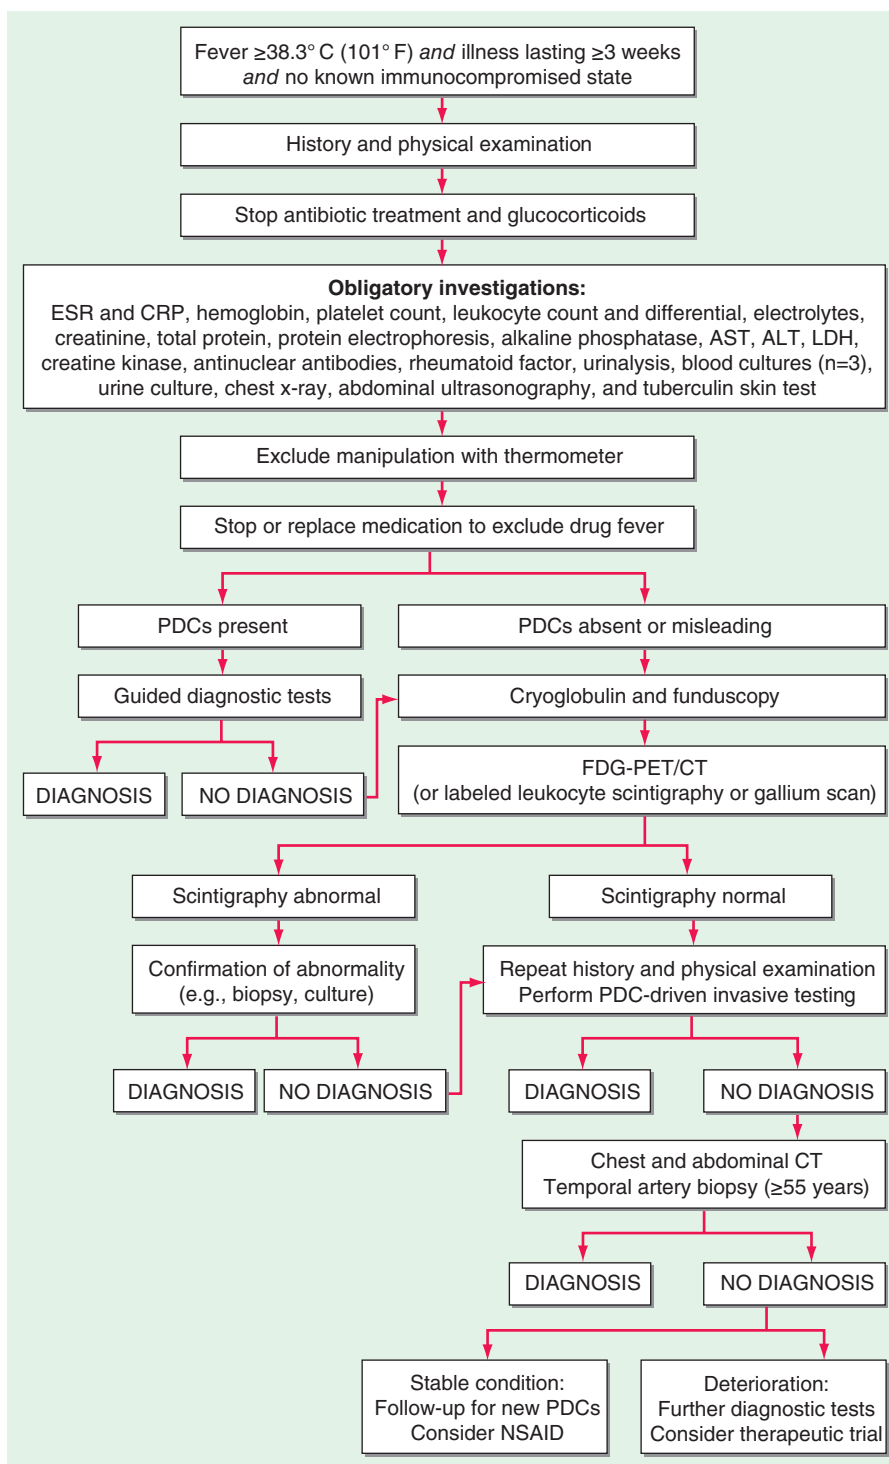 Fever ≥38.3° C (101° F) and illness lasting ≥3 weeks
and no known immunocompromised state
History and physical examination
Stop antibiotic treatment and glucocorticoids
Obligatory investigations:
ESR and CRP, hemoglobin, platelet count, leukocyte count and differential, electrolytes,
creatinine, total protein, protein electrophoresis, alkaline phosphatase, AST, ALT, LDH,
creatine kinase, antinuclear antibodies, rheumatoid factor, urinalysis, blood cultures (n=3),
urine culture, chest x-ray, abdominal ultrasonography, and tuberculin skin test
Exclude manipulation with thermometer
Stop or replace medication to exclude drug fever
PDCs present
PDCs absent or misleading
Guided diagnostic tests
Cryoglobulin and funduscopy
DIAGNOSIS
NO DIAGNOSIS
FDG-PET/CT
(or labeled leukocyte scintigraphy or gallium scan)
Scintigraphy abnormal
Scintigraphy normal
Confirmation of abnormality
(e.g., biopsy, culture)
Repeat history and physical examination
Perform PDC-driven invasive testing
DIAGNOSIS
NO DIAGNOSIS
DIAGNOSIS
NO DIAGNOSIS
Chest and abdominal CT
Temporal artery biopsy (≥55 years)
DIAGNOSIS
NO DIAGNOSIS
Stable condition:
Follow-up for new PDCs
Consider NSAID
Deterioration:
Further diagnostic tests
Consider therapeutic trial